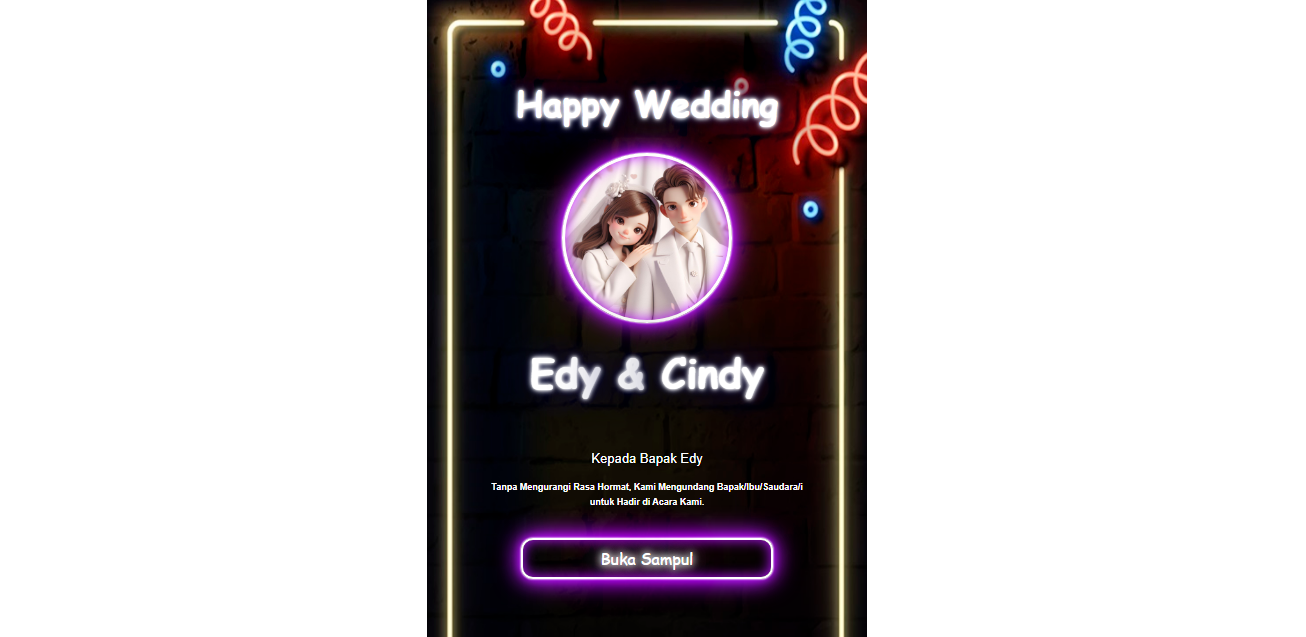 Happy Wedding
Edy & Cindy
Kepada Bapak Edy
Tanpa Mengurangi Rasa Hormat, Kami Mengundang Bapak/Ibu/Saudara/i
untuk Hadir di Acara Kami.
Buka Sampul